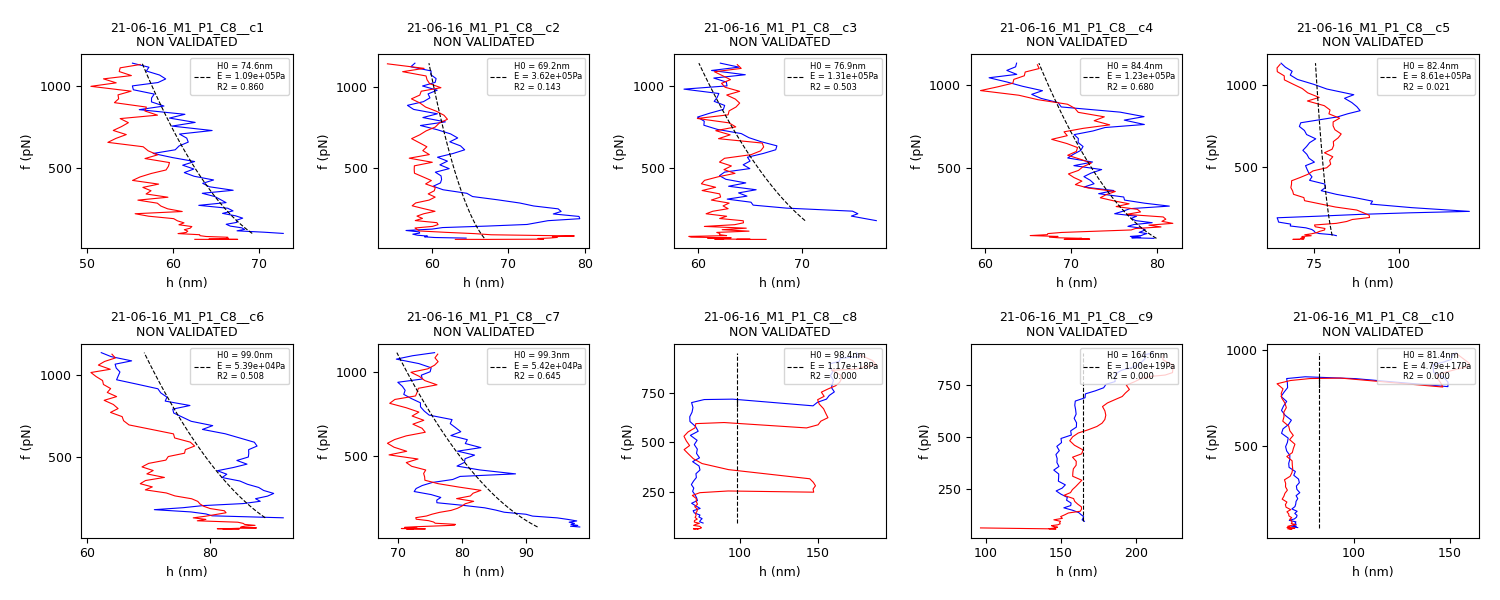 21-06-16_M1_P1_C8__c1
NON VALIDATED
H0 = 74.6nm
E = 1.09e+05Pa
R2 = 0.860
1000
500
f (pN)
50 60 70
h (nm)
21-06-16_M1_P1_C8__c2
NON VALIDATED
H0 = 69.2nm
E = 3.62e+05Pa
R2 = 0.143
1000
500
f (pN)
60 70 80
h (nm)
21-06-16_M1_P1_C8__c3
NON VALIDATED
H0 = 76.9nm
E = 1.31e+05Pa
R2 = 0.503
1000
500
f (pN)
60 70
h (nm)
21-06-16_M1_P1_C8__c4
NON VALIDATED
H0 = 84.4nm
E = 1.23e+05Pa
R2 = 0.680
1000
500
f (pN)
60 70 80
h (nm)
21-06-16_M1_P1_C8__c5
NON VALIDATED
H0 = 82.4nm
E = 8.61e+05Pa
R2 = 0.021
1000
500
f (pN)
75 100
h (nm)
21-06-16_M1_P1_C8__c6
NON VALIDATED
H0 = 99.0nm
E = 5.39e+04Pa
R2 = 0.508
1000
500
f (pN)
60 80
h (nm)
21-06-16_M1_P1_C8__c7
NON VALIDATED
H0 = 99.3nm
E = 5.42e+04Pa
R2 = 0.645
1000
500
f (pN)
70 80 90
h (nm)
21-06-16_M1_P1_C8__c8
NON VALIDATED
H0 = 98.4nm
E = 1.17e+18Pa
R2 = 0.000
750
500
250
f (pN)
100 150
h (nm)
21-06-16_M1_P1_C8__c9
NON VALIDATED
H0 = 164.6nm
E = 1.00e+19Pa
R2 = 0.000
750
500
250
f (pN)
100 150 200
h (nm)
21-06-16_M1_P1_C8__c10
NON VALIDATED
H0 = 81.4nm
E = 4.79e+17Pa
R2 = 0.000
1000
500
f (pN)
100 150
h (nm)